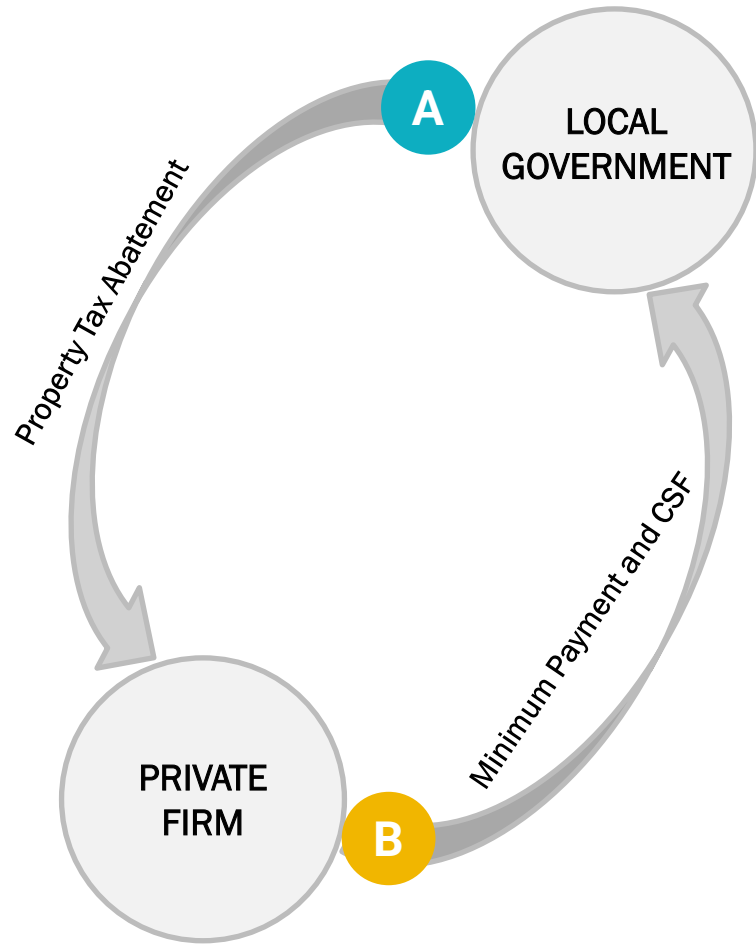 A
LOCAL
GOVERNMENT
Property Tax Abatement
Minimum Payment and CSF
PRIVATE
FIRM
B